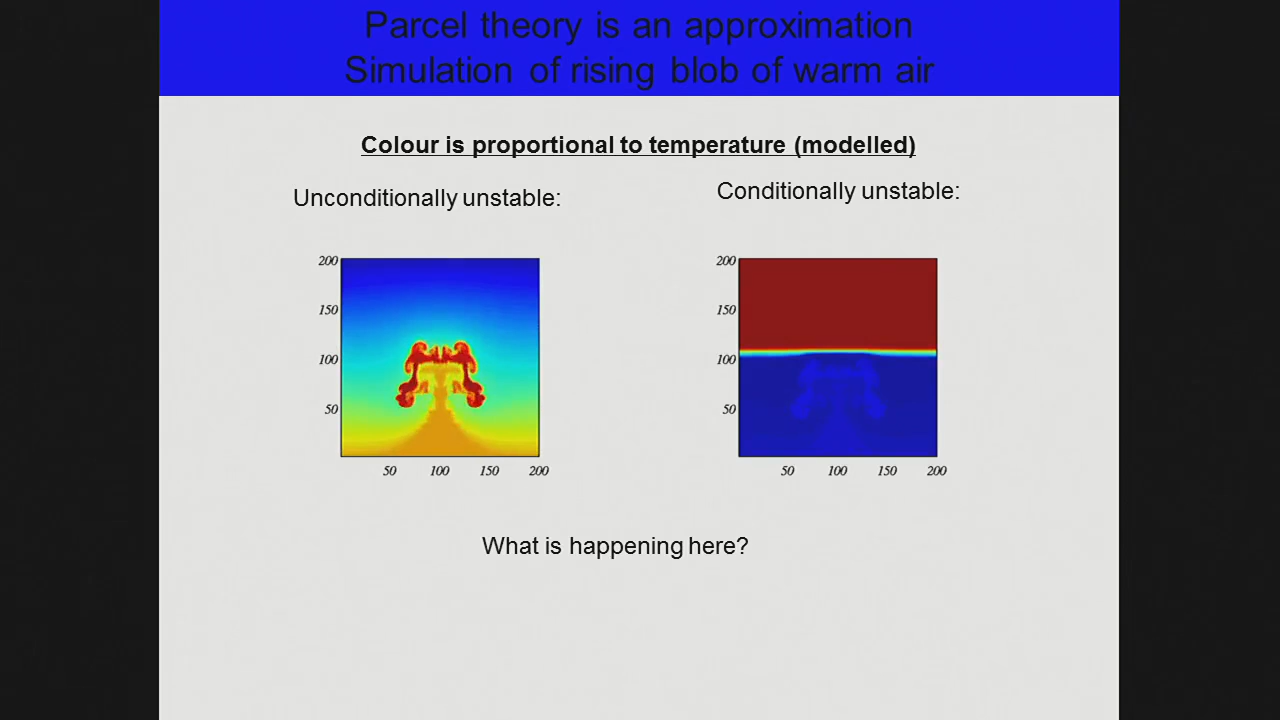 Parcel theory is an approximation
Simulation of rising blob of warm air
Colour is proportional to temperature (modelled)
Unconditionally unstable:
Conditionally unstable:
200
150
100
50
50 100 150 200
200
150
100
50
50 100 150 200
What is happening here?